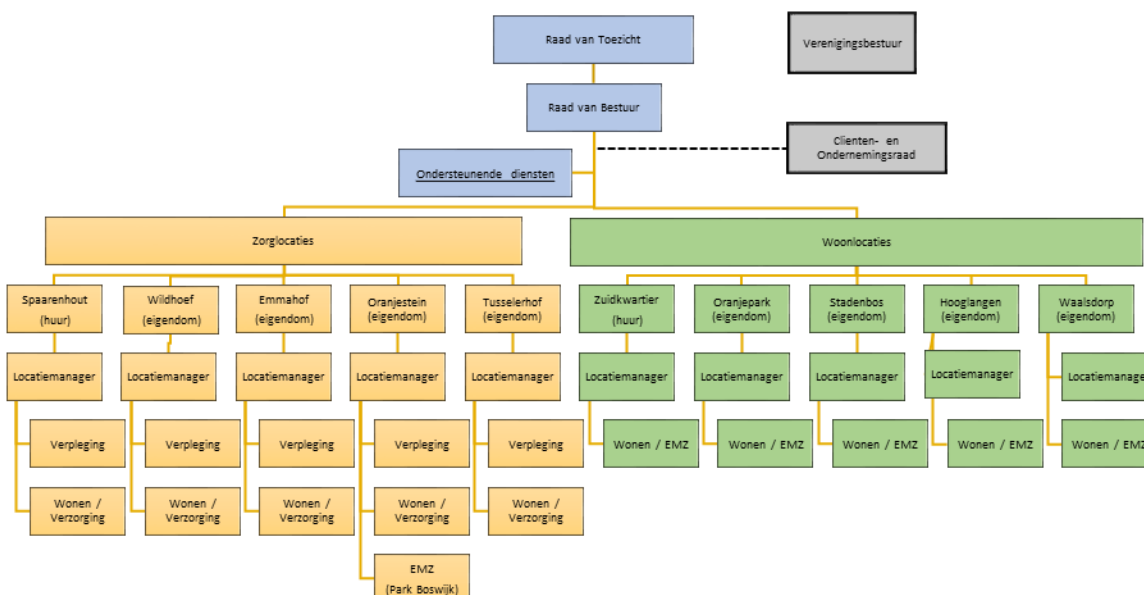 Raad van Toezicht
Verenigingsbestuur
Raad van Bestuur
Clienten- en
Ondernemingsraad
Ondersteunende diensten
Zorglocaties
Woonlocaties
Spaarenhout
(huur)
Wildhoef
(eigendom)
Emmahof
(eigendom)
Oranjestein
(eigendom)
Tusselerhof
(eigendom)
Zuidkwartier
(huur)
Oranjepark
(eigendom)
Stadenbos
(eigendom)
Hooglangen
(eigendom)
Waalsdorp
(eigendom)
Locatiemanager
Locatiemanager
Locatiemanager
Locatiemanager
Locatiemanager
Locatiemanager
Locatiemanager
Locatiemanager
Locatiemanager
Locatiemanager
Verpleging
Verpleging
Verpleging
Verpleging
Verpleging
Wonen / EMZ
Wonen / EMZ
Wonen / EMZ
Wonen / EMZ
Wonen / EMZ
Wonen /
Verzorging
Wonen /
Verzorging
Wonen /
Verzorging
Wonen /
Verzorging
Wonen /
Verzorging
EMZ
(Park Boswijk)